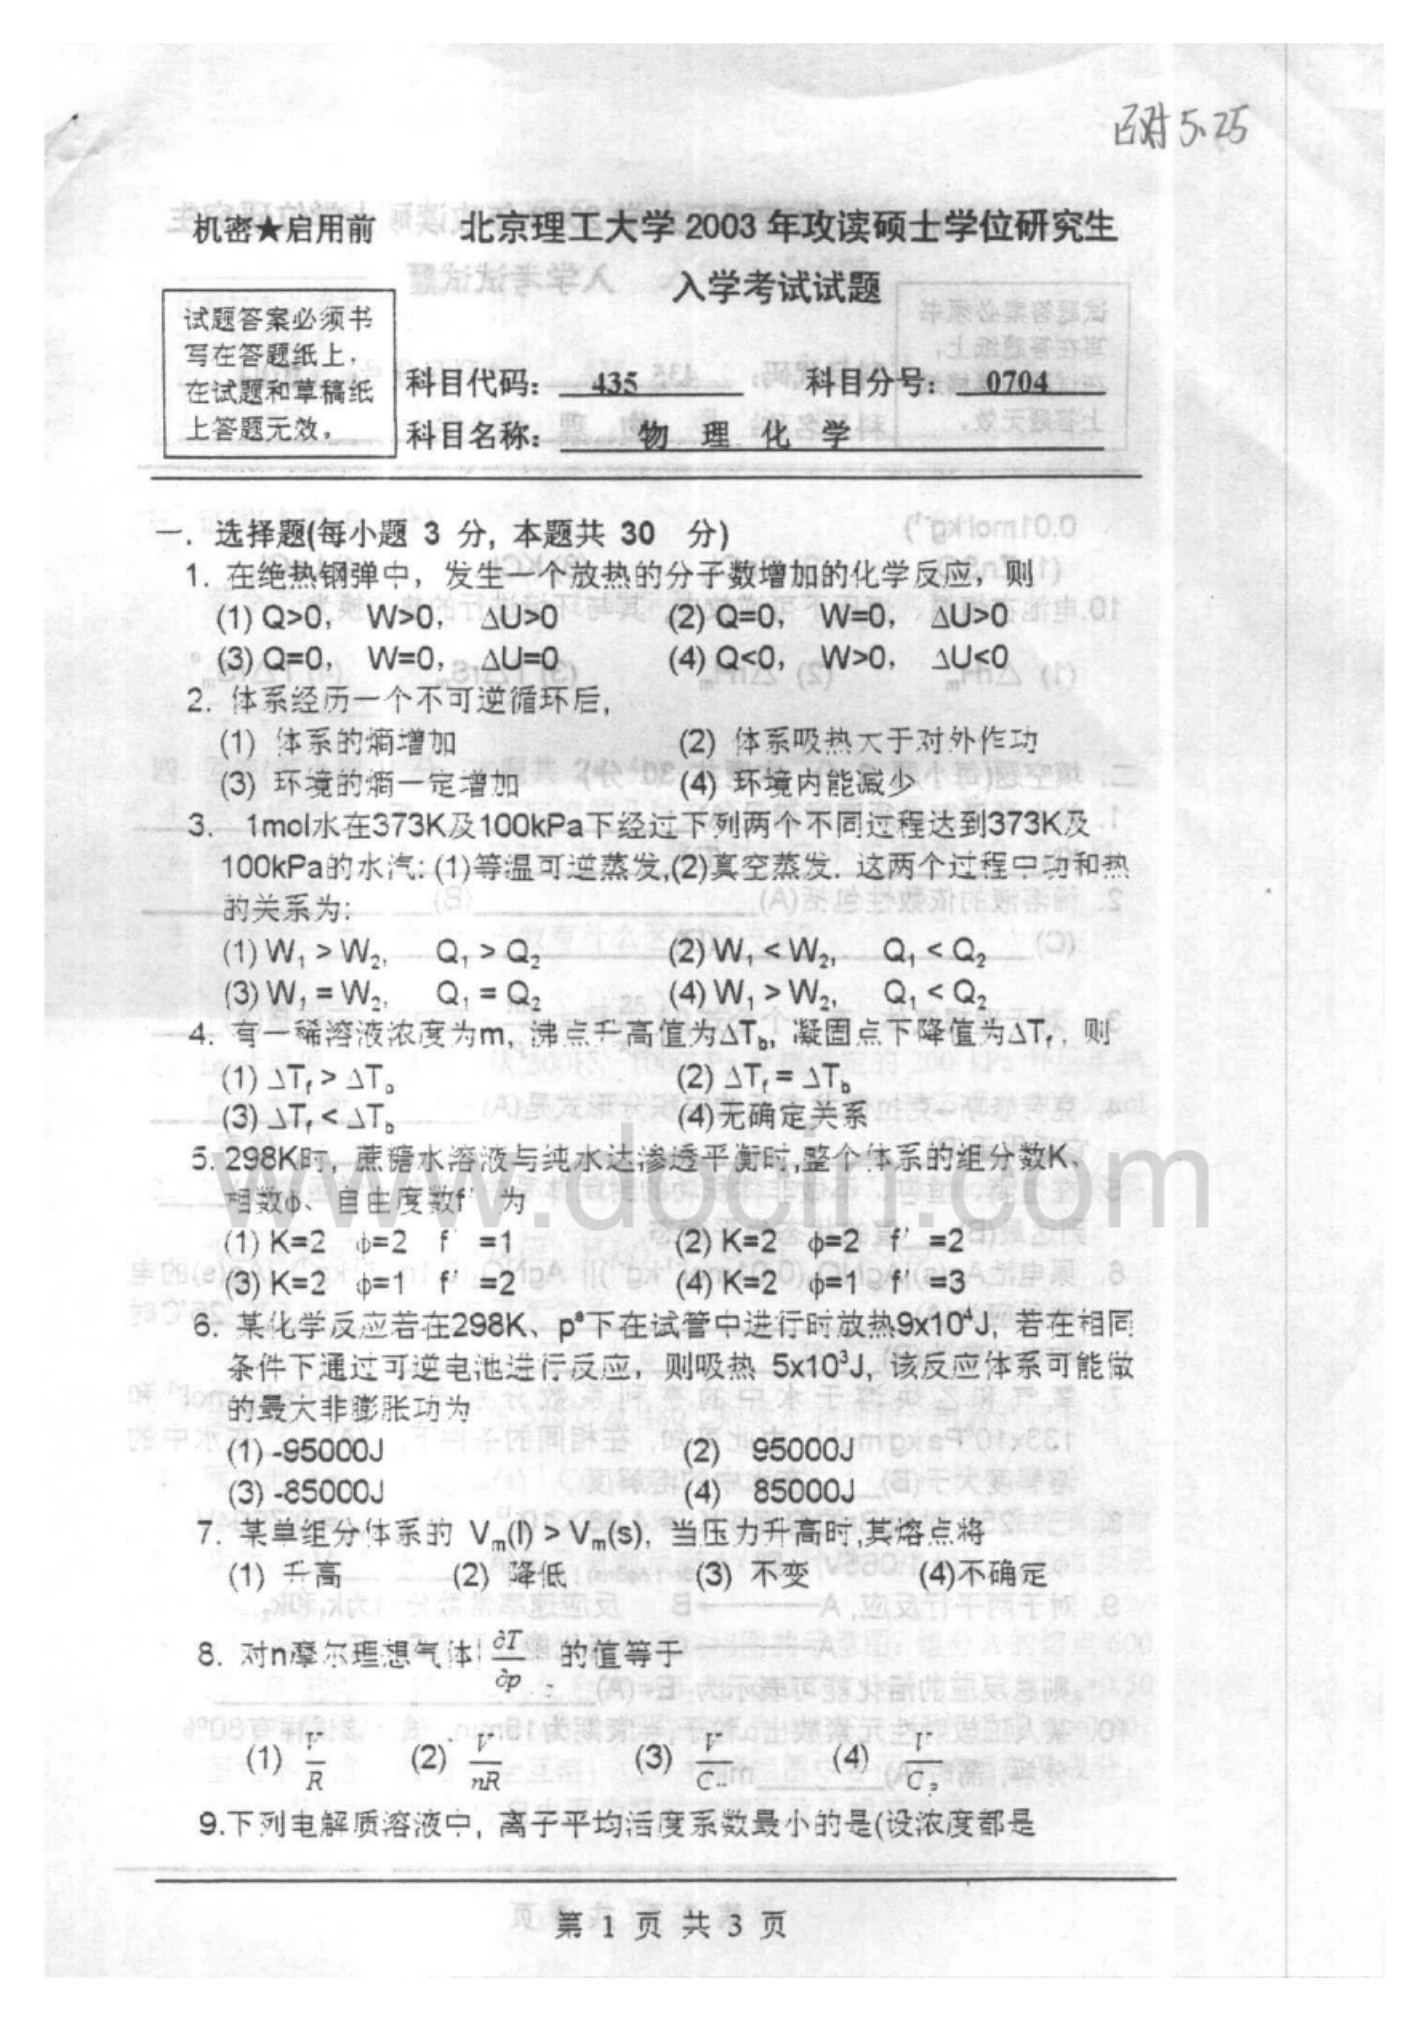 5.25
机密★启用前 北京理工大学 2003 年攻读硕士学位研究生
入学考试试题
试题答案必须书
写在答题纸上，
在试题和草稿纸
上答题无效。
科目代码： 435 科目分号： 0704
科目名称： 物 理 化 学
一. 选择题(每小题 3 分, 本题共 30 分)
1. 在绝热钢弹中，发生一个放热的分子数增加的化学反应，则
(1) Q>0, W>0, △U>0 (2) Q=0, W=0, △U>0
(3) Q=0, W=0, △U=0 (4) Q<0, W>0, △U<0
2. 体系经历一个不可逆循环后,
(1) 体系的熵增加 (2) 体系吸热大于对外作功
(3) 环境的熵一定增加 (4) 环境内能减少
3. 1mol水在373K及100kPa下经过下列两个不同过程达到373K及
100kPa的水汽: (1)等温可逆蒸发,(2)真空蒸发. 这两个过程中功和热
的关系为:
(1) W₁ > W₂, Q₁ > Q₂ (2) W₁ < W₂, Q₁ < Q₂
(3) W₁ = W₂, Q₁ = Q₂ (4) W₁ > W₂, Q₁ < Q₂
4. 有一稀溶液浓度为m, 沸点升高值为△Tb, 凝固点下降值为△Tf, 则
(1) △Tf > △Tb (2) △Tf = △Tb
(3) △Tf < △Tb (4)无确定关系
5. 298K时, 蔗糖水溶液与纯水达渗透平衡时,整个体系的组分数K、
相数ϕ、自由度数f′ 为
(1) K=2 ϕ=2 f′ =1 (2) K=2 ϕ=2 f′ =2
(3) K=2 ϕ=1 f′ =2 (4) K=2 ϕ=1 f′ =3
www.docin.com
6. 某化学反应若在298K、pᶱ下在试管中进行时放热9x10⁴J, 若在相同
条件下通过可逆电池进行反应，则吸热 5x10³J, 该反应体系可能做
的最大非膨胀功为
(1) -95000J (2) 95000J
(3) -85000J (4) 85000J
7. 某单组分体系的 Vm(l) > Vm(s), 当压力升高时,其熔点将
(1) 升高 (2) 降低 (3) 不变 (4)不确定
8. 对n摩尔理想气体 ∂T/∂p 的值等于
(1) V/R (2) V/nR (3) V/C (4) V/C
9.下列电解质溶液中, 离子平均活度系数最小的是(设浓度都是
第 1 页 共 3 页